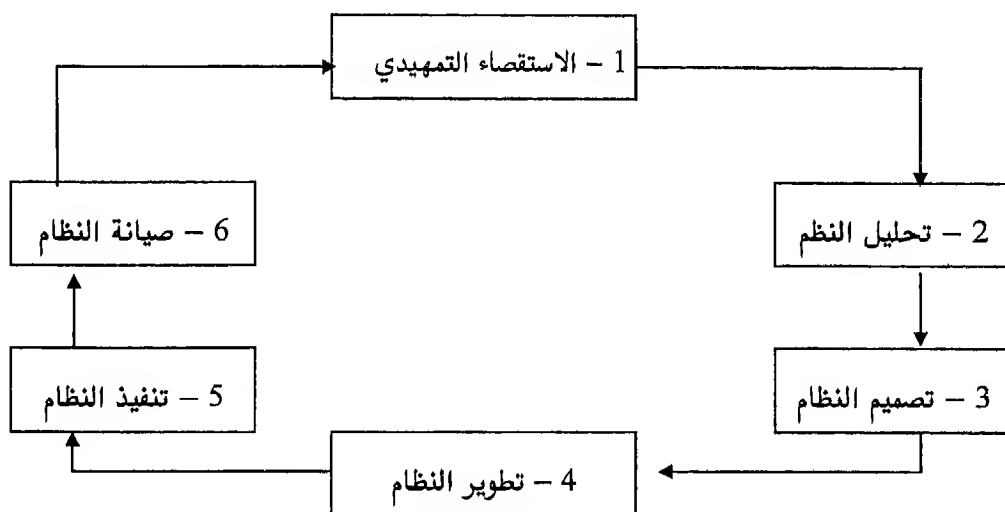 1 – الاستقصاء التمهيدي
2 – تحليل النظم
3 – تصميم النظام
4 – تطوير النظام
5 – تنفيذ النظام
6 – صيانة النظام